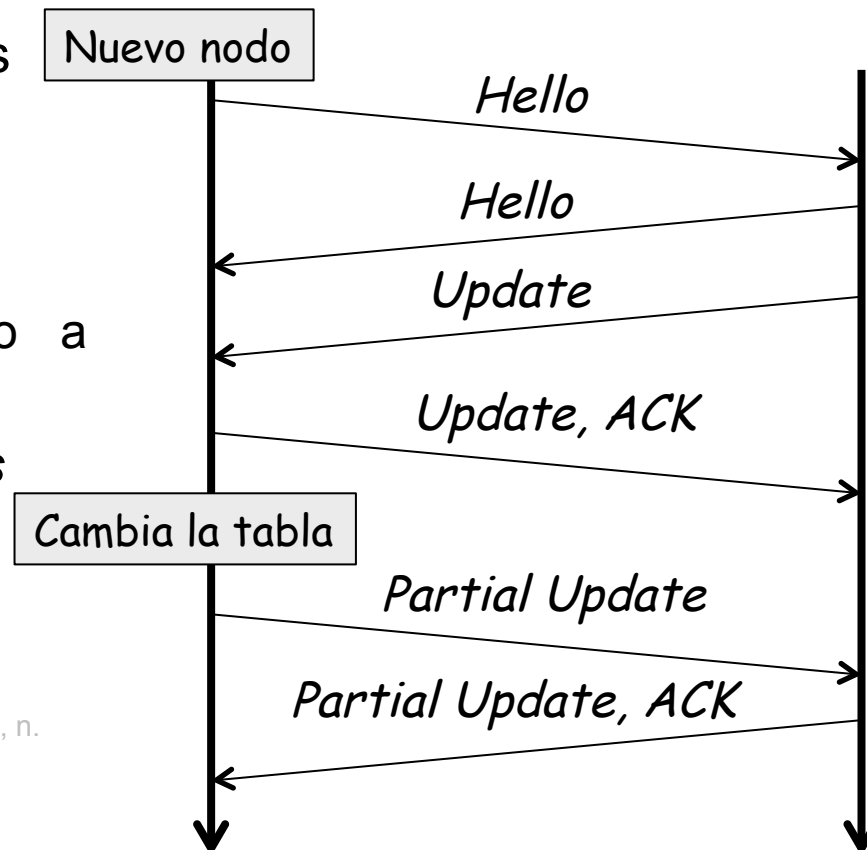 s
Nuevo nodo
Hello
Hello
Update
o a
Update, ACK
s
Cambia la tabla
Partial Update
Partial Update, ACK
, n.